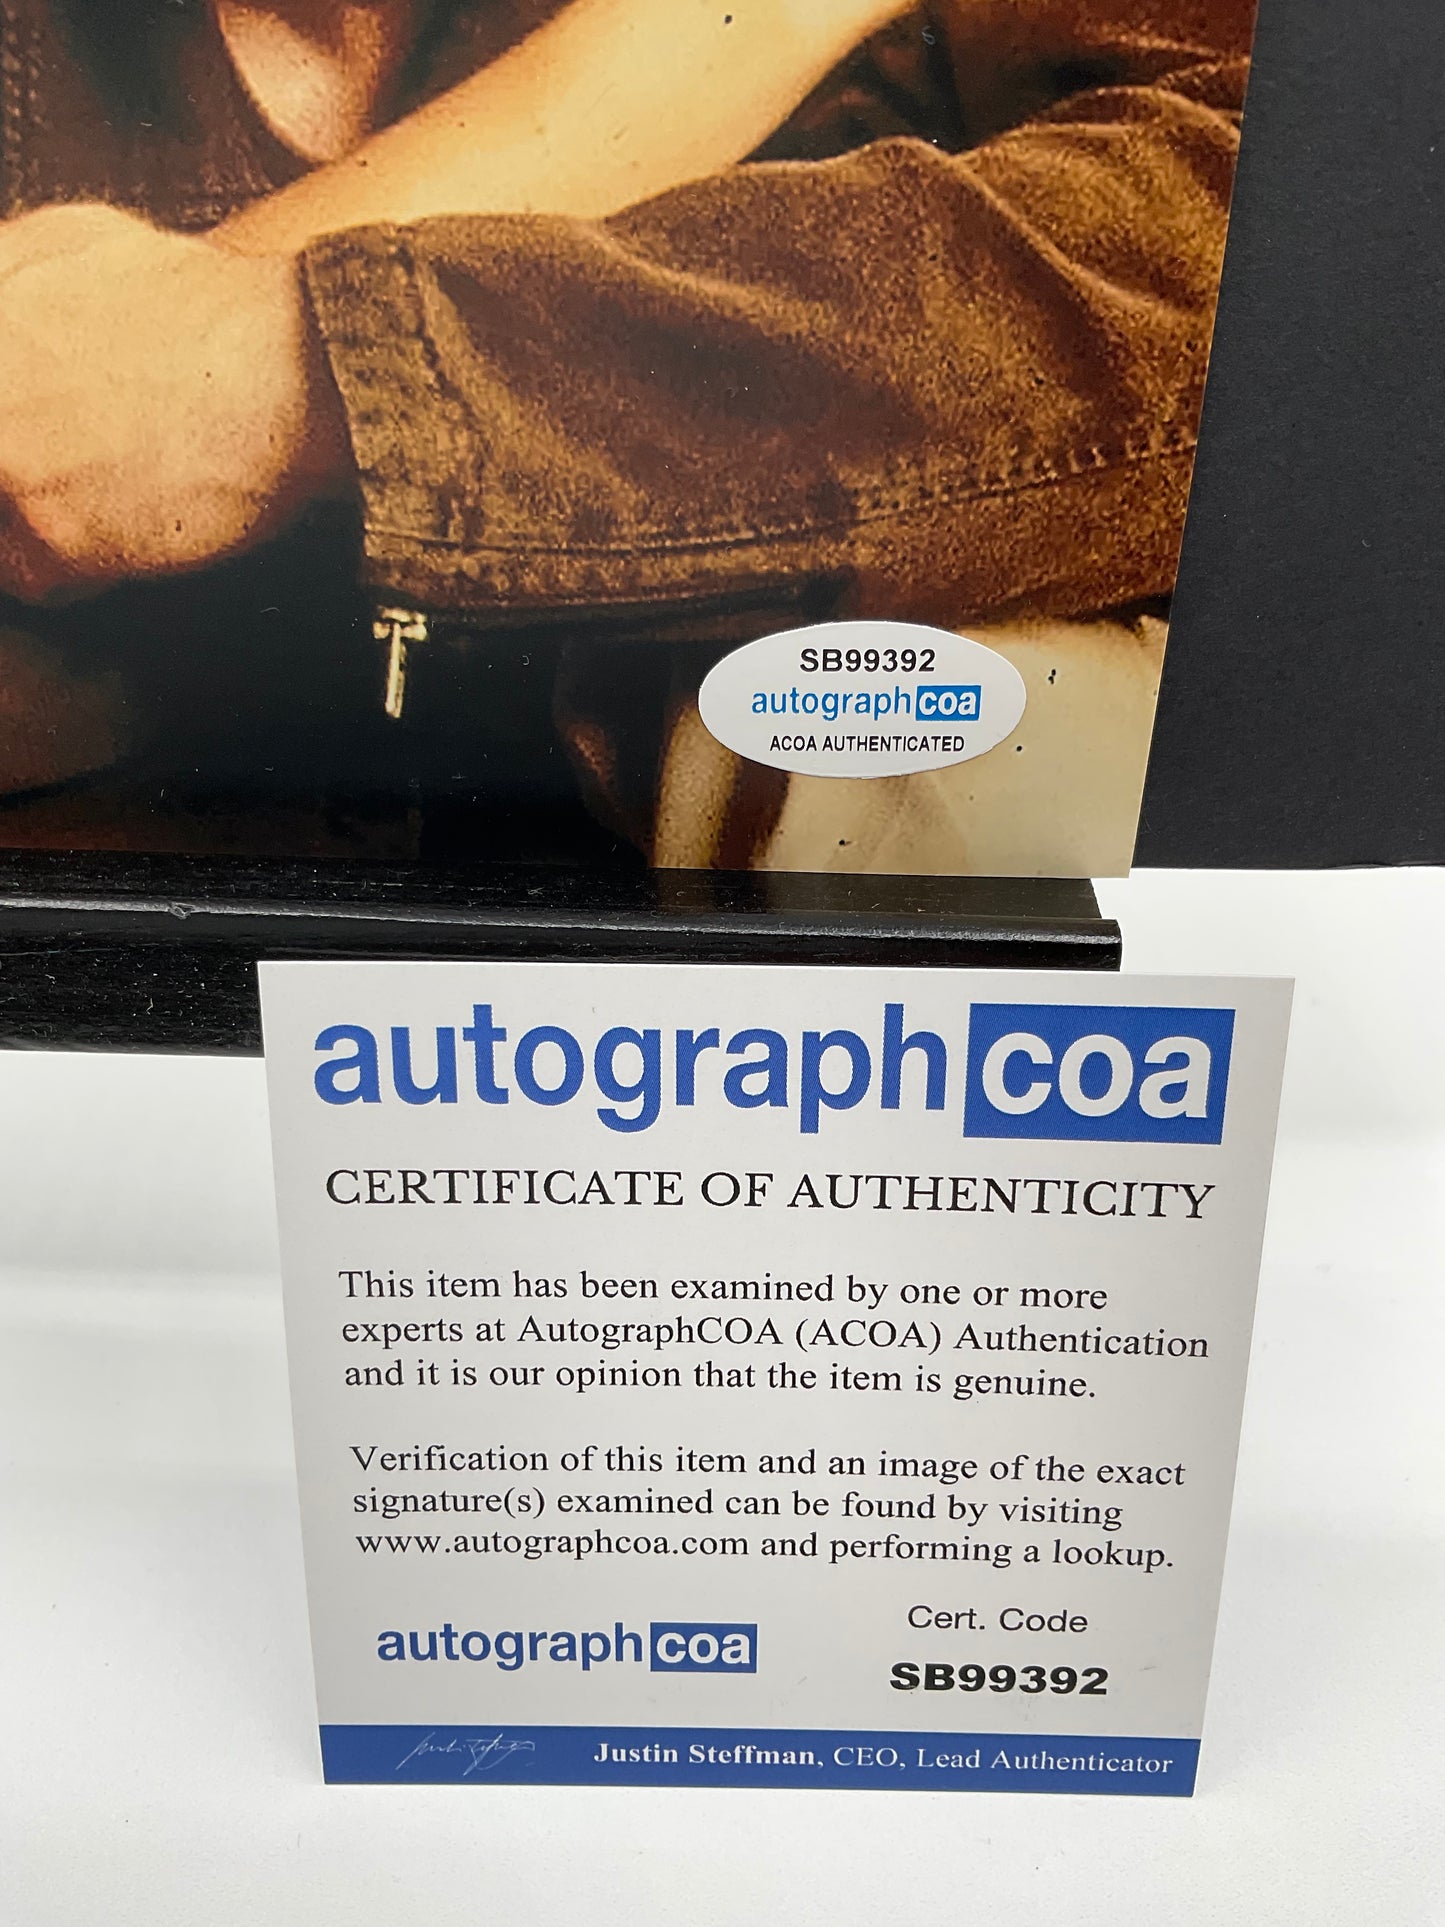 SB99392
autographcoa
ACOA AUTHENTICATED
autographcoa
CERTIFICATE OF AUTHENTICITY
This item has been examined by one or more
experts at AutographCOA (ACOA) Authentication
and it is our opinion that the item is genuine.
Verification of this item and an image of the exact
signature(s) examined can be found by visiting
www.autographcoa.com and performing a lookup.
autographcoa
Cert. Code
SB99392
Justin Steffman, CEO, Lead Authenticator